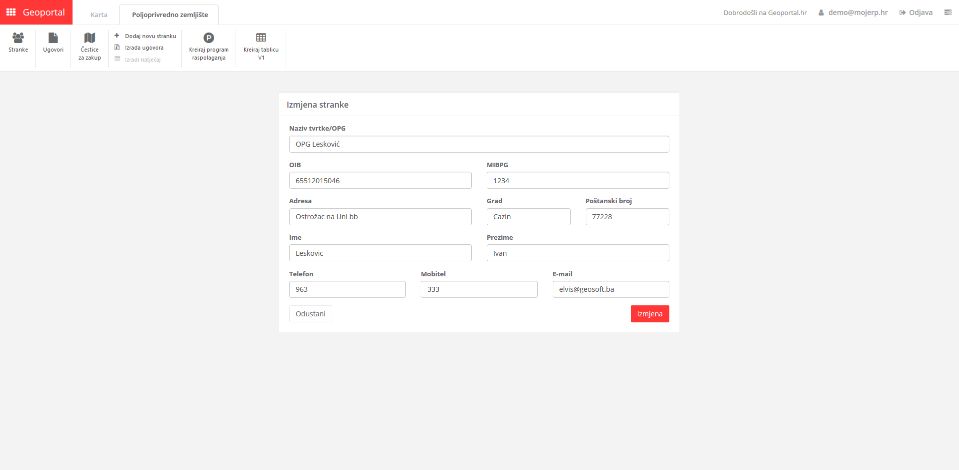 Geoportal
Karta
Poljoprivredno zemljište
Dobrodošli na Geoportal.hr
demo@mojerp.hr
Odjava
Stranke
Ugovori
Čestice
za zakup
Dodaj novu stranku
Izrada ugovora
Izradi natječaj
Kreiraj program
raspolaganja
Kreiraj tablicu
V1
Izmjena stranke
Naziv tvrtke/OPG
OPG Lesković
OIB
MIBPG
65512015046
1234
Adresa
Grad
Poštanski broj
Ostrožac na Uni bb
Cazin
77228
Ime
Prezime
Leskovic
Ivan
Telefon
Mobitel
E-mail
963
333
elvis@geosoft.ba
Odustani
Izmjena